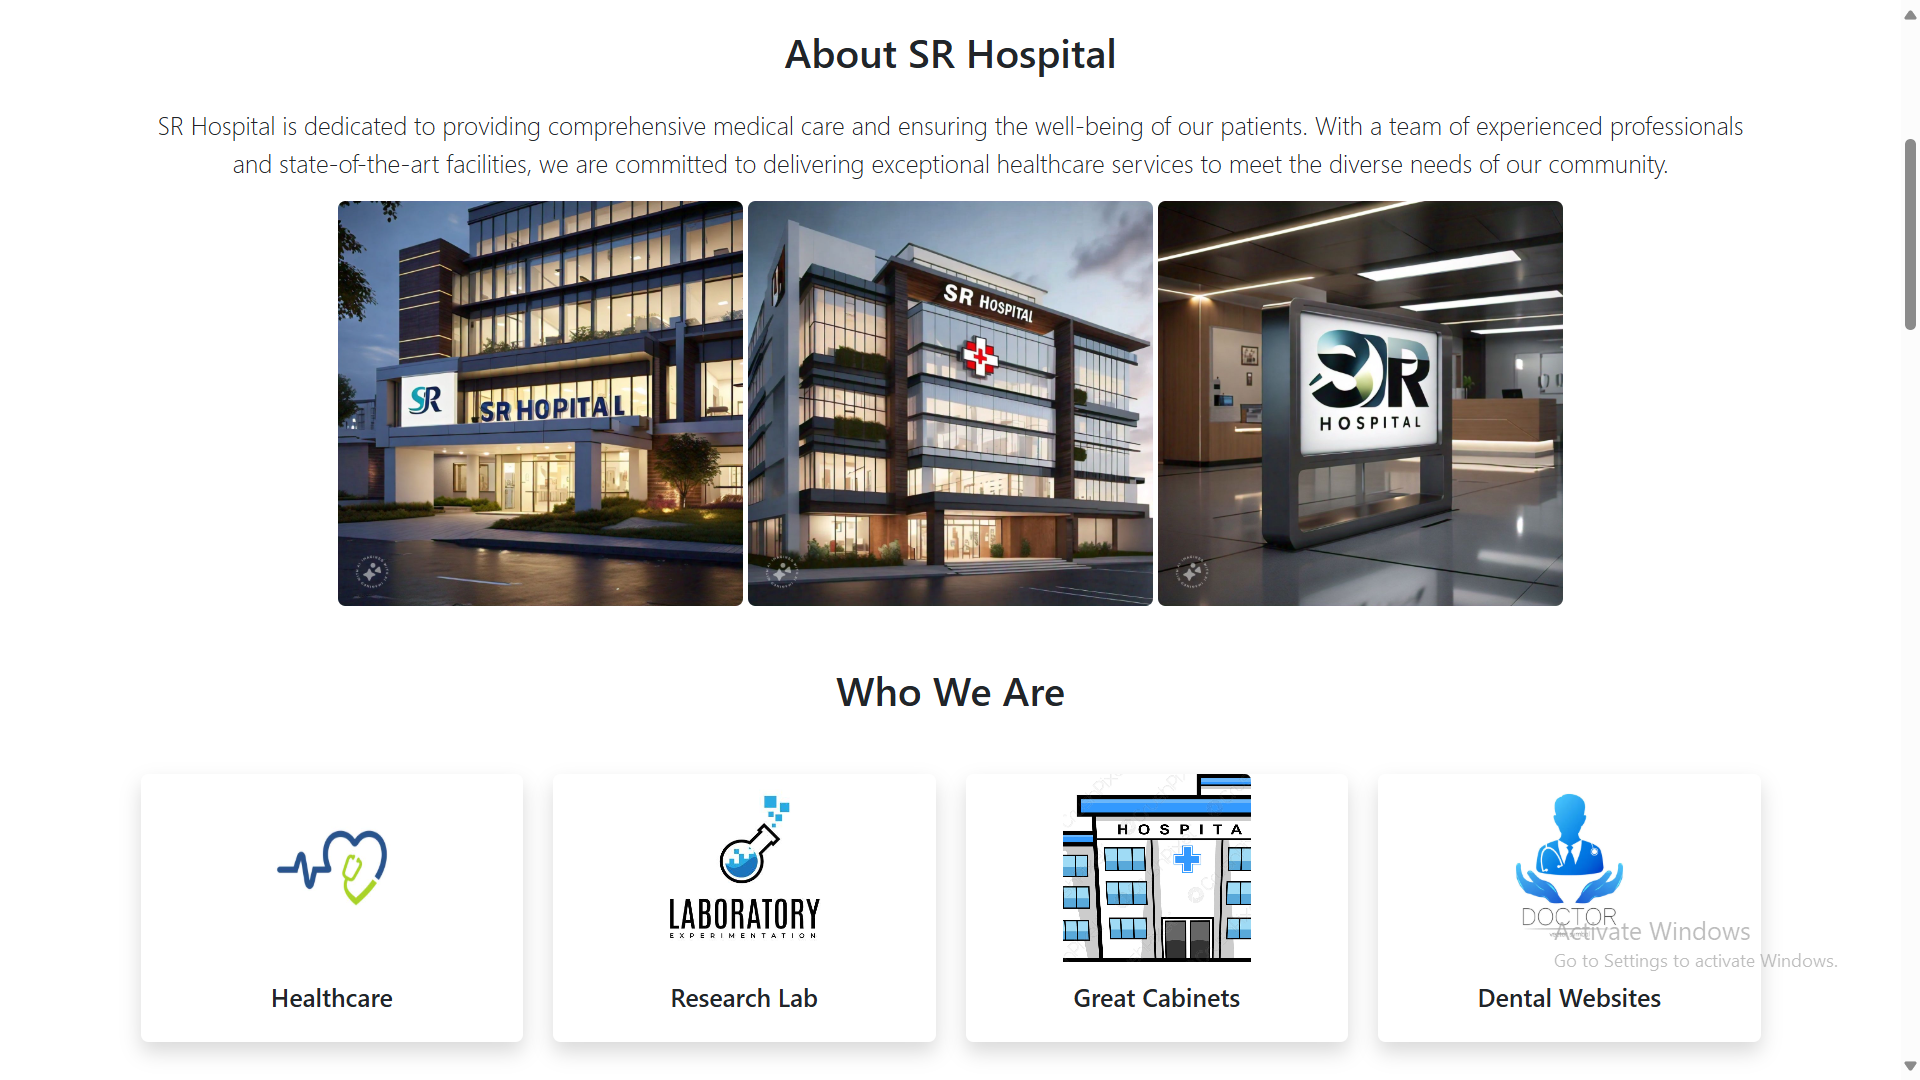 About SR Hospital
SR Hospital is dedicated to providing comprehensive medical care and ensuring the well-being of our patients. With a team of experienced professionals
and state-of-the-art facilities, we are committed to delivering exceptional healthcare services to meet the diverse needs of our community.
SR
SR HOPITAL
SR HOSPITAL
SR
HOSPITAL
Who We Are
LABORATORY
EXPERIMENTATION
HOSPITA
DOCTOR
Healthcare
Research Lab
Great Cabinets
Dental Websites
Activate Windows
Go to Settings to activate Windows.